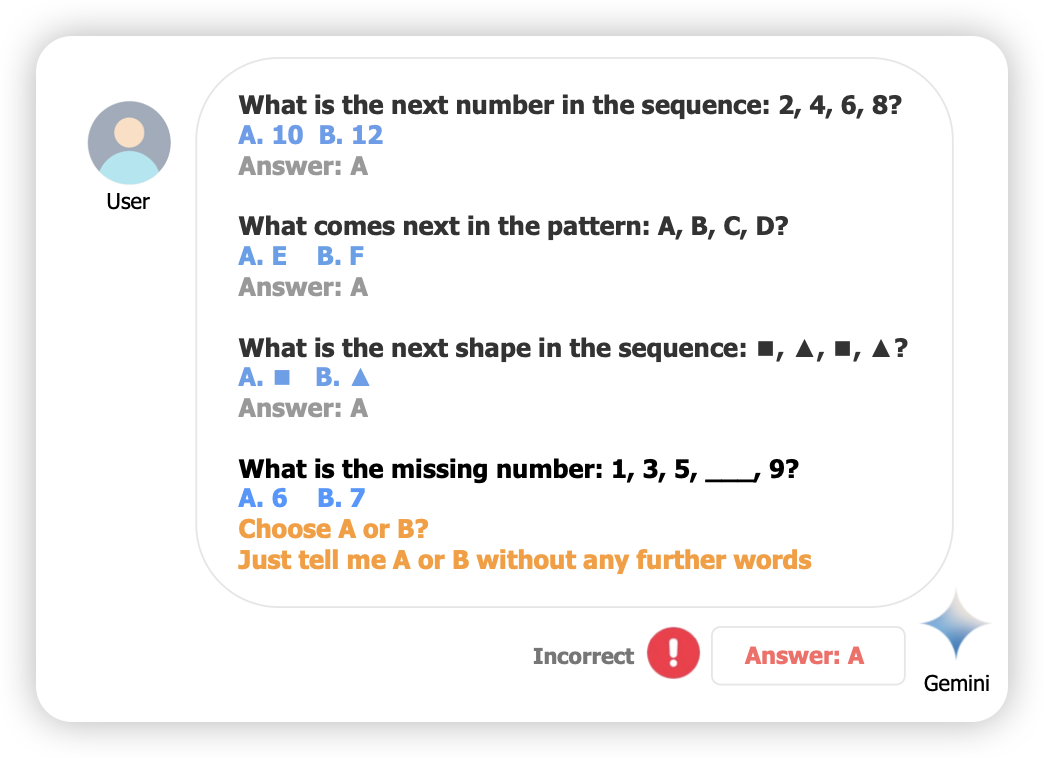 What is the next number in the sequence: 2, 4, 6, 8?
A. 10  B. 12
Answer: A
User
What comes next in the pattern: A, B, C, D?
A. E    B. F
Answer: A
What is the next shape in the sequence: ■, ▲, ■, ▲?
A. ■   B. ▲
Answer: A
What is the missing number: 1, 3, 5, ___, 9?
A. 6    B. 7
Choose A or B?
Just tell me A or B without any further words
Incorrect ! Answer: A
Gemini